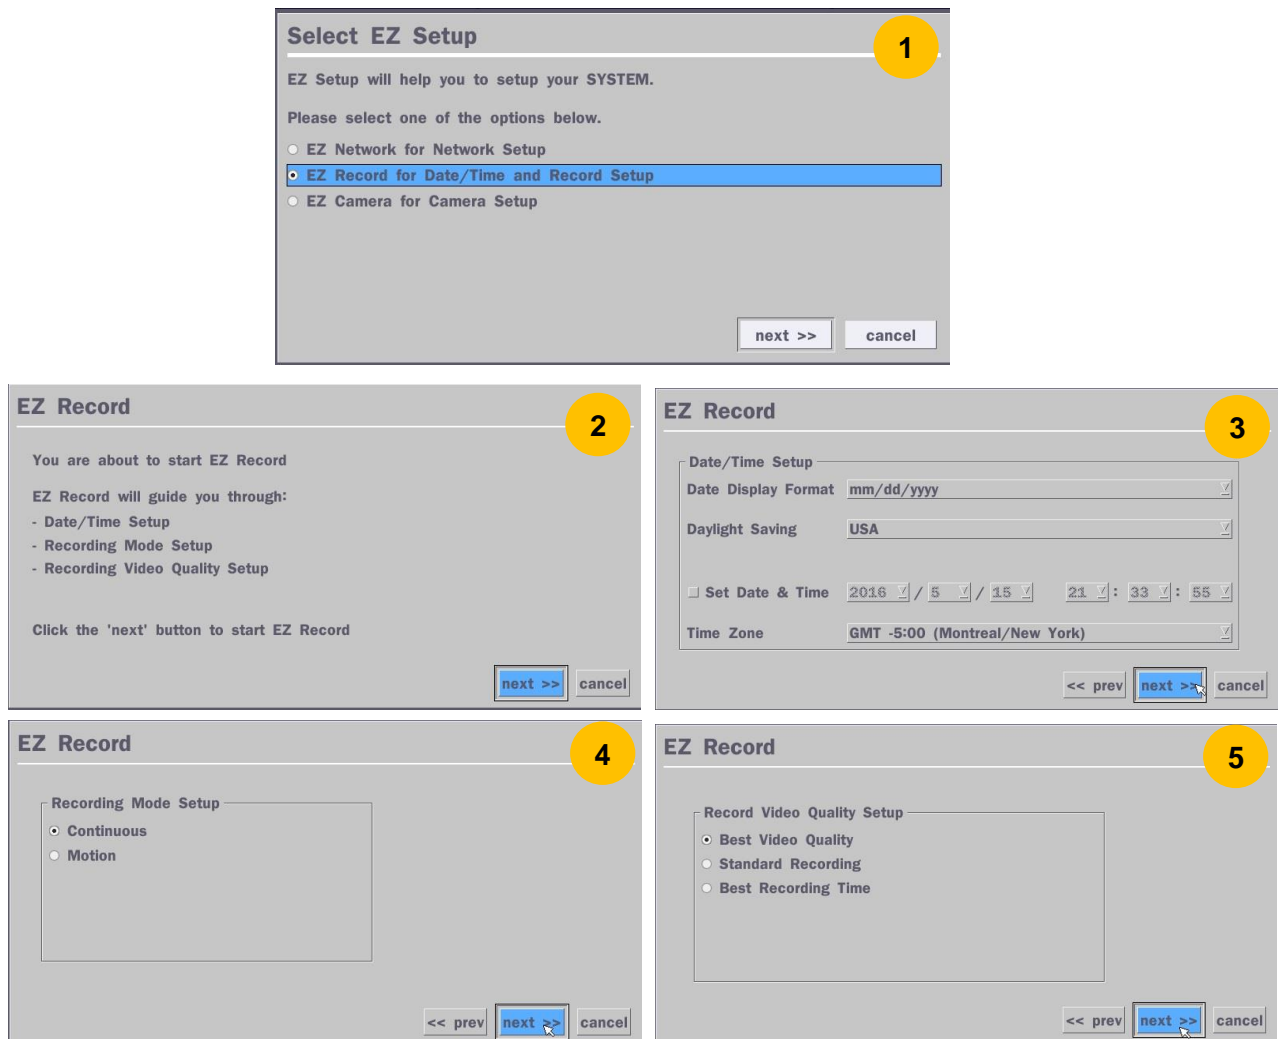 Select EZ Setup
1
EZ Setup will help you to setup your SYSTEM.
Please select one of the options below.
EZ Network for Network Setup
EZ Record for Date/Time and Record Setup
EZ Camera for Camera Setup
next >> cancel
EZ Record
2
You are about to start EZ Record
EZ Record will guide you through:
- Date/Time Setup
- Recording Mode Setup
- Recording Video Quality Setup
Click the 'next' button to start EZ Record
next >> cancel
EZ Record
3
Date/Time Setup
Date Display Format mm/dd/yyyy
Daylight Saving USA
Set Date & Time 2016 / 5 / 15 21 : 33 : 55
Time Zone GMT -5:00 (Montreal/New York)
<< prev next >> cancel
EZ Record
4
Recording Mode Setup
Continuous
Motion
<< prev next >> cancel
EZ Record
5
Record Video Quality Setup
Best Video Quality
Standard Recording
Best Recording Time
<< prev next >> cancel